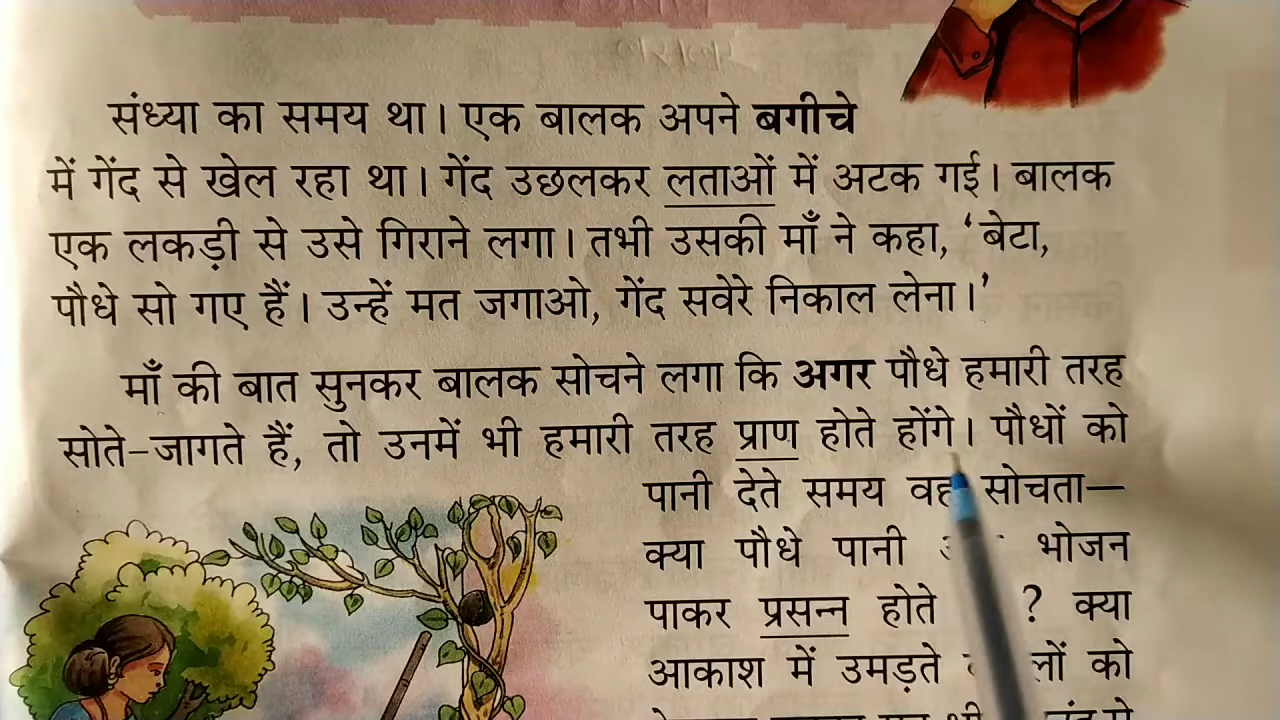 संध्या का समय था। एक बालक अपने बगीचे
में गेंद से खेल रहा था। गेंद उछलकर लताओं में अटक गई। बालक
एक लकड़ी से उसे गिराने लगा। तभी उसकी माँ ने कहा, ‘बेटा,
पौधे सो गए हैं। उन्हें मत जगाओ, गेंद सवेरे निकाल लेना।’
माँ की बात सुनकर बालक सोचने लगा कि अगर पौधे हमारी तरह
सोते–जागते हैं, तो उनमें भी हमारी तरह प्राण होते होंगे। पौधों को
पानी देते समय वह सोचता—
क्या पौधे पानी भोजन
पाकर प्रसन्न होते ? क्या
आकाश में उमड़ते को